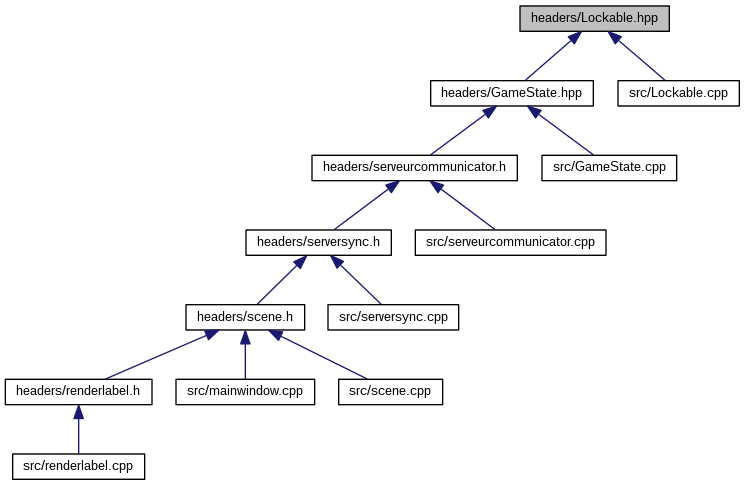 headers/Lockable.hpp
headers/GameState.hpp
src/Lockable.cpp
headers/serveurcommunicator.h
src/GameState.cpp
headers/serversync.h
src/serveurcommunicator.cpp
headers/scene.h
src/serversync.cpp
headers/renderlabel.h
src/mainwindow.cpp
src/scene.cpp
src/renderlabel.cpp